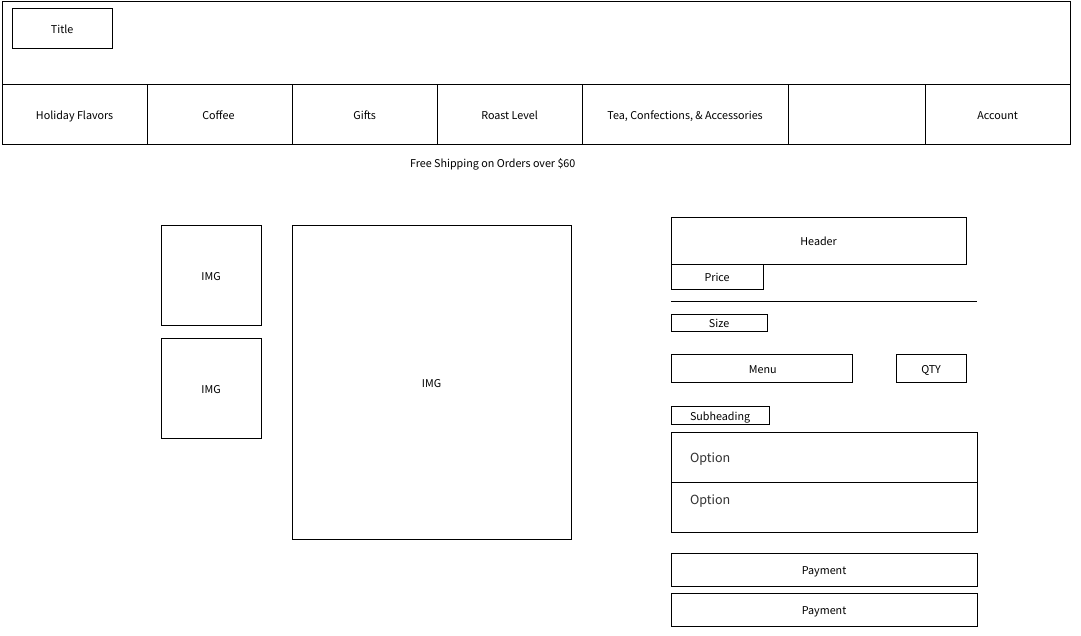 Title
Holiday Flavors
Coffee
Gifts
Roast Level
Tea, Confections, & Accessories
Account
Free Shipping on Orders over $60
IMG
IMG
IMG
Header
Price
Size
Menu
QTY
Subheading
Option
Option
Payment
Payment